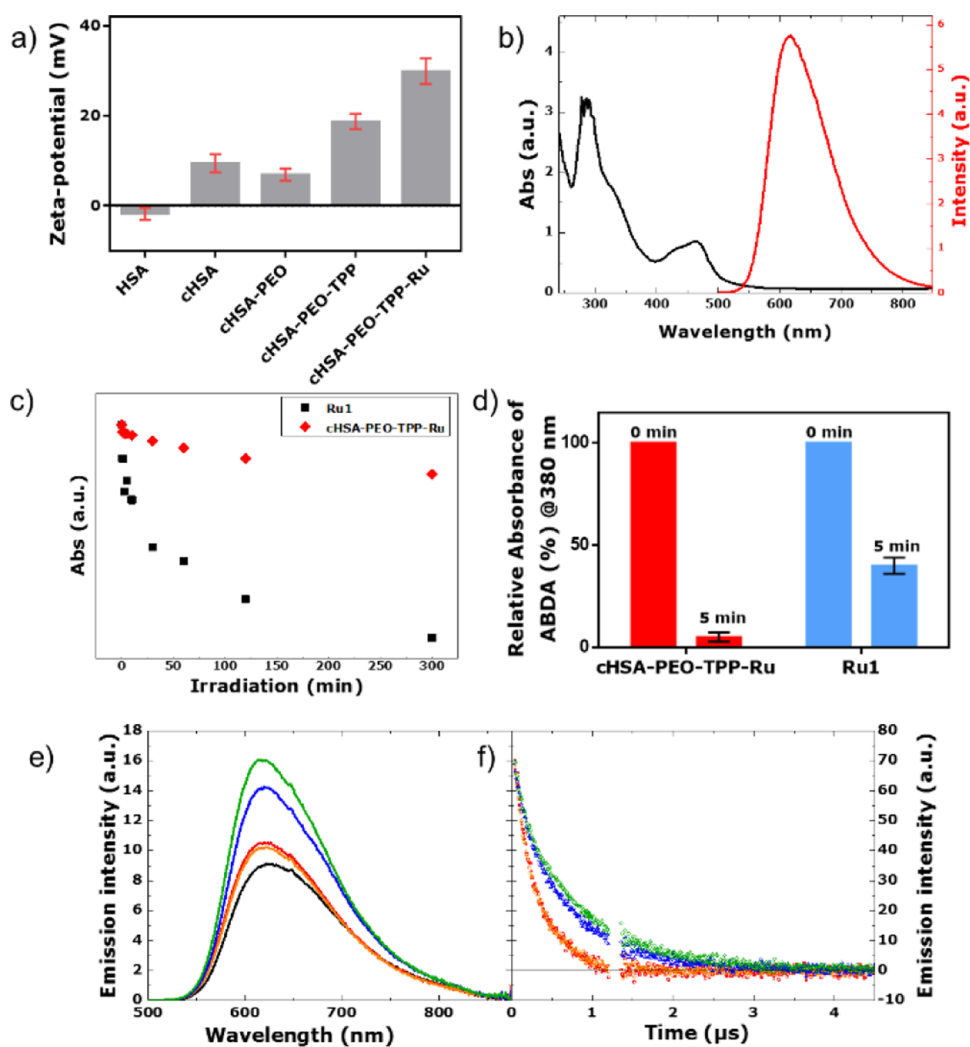 a)
Zeta-potential (mV)
40
20
0
HSA
cHSA
cHSA-PEO
cHSA-PEO-TPP
cHSA-PEO-TPP-Ru
b)
Abs (a.u.)
4
3
2
1
0
300 400 500 600 700 800
Wavelength (nm)
6
5
4
3
2
1
0
Intensity (a.u.)
c)
Abs (a.u.)
Ru1
cHSA-PEO-TPP-Ru
0 50 100 150 200 250 300
Irradiation (min)
d)
Relative Absorbance of
ABDA (%) @380 nm
100
50
0
0 min
5 min
0 min
5 min
cHSA-PEO-TPP-Ru Ru1
e)
Emission intensity (a.u.)
18
16
14
12
10
8
6
4
2
0
500 600 700 800
Wavelength (nm)
f)
0 1 2 3 4
Time (µs)
80
70
60
50
40
30
20
10
0
-10
Emission intensity (a.u.)